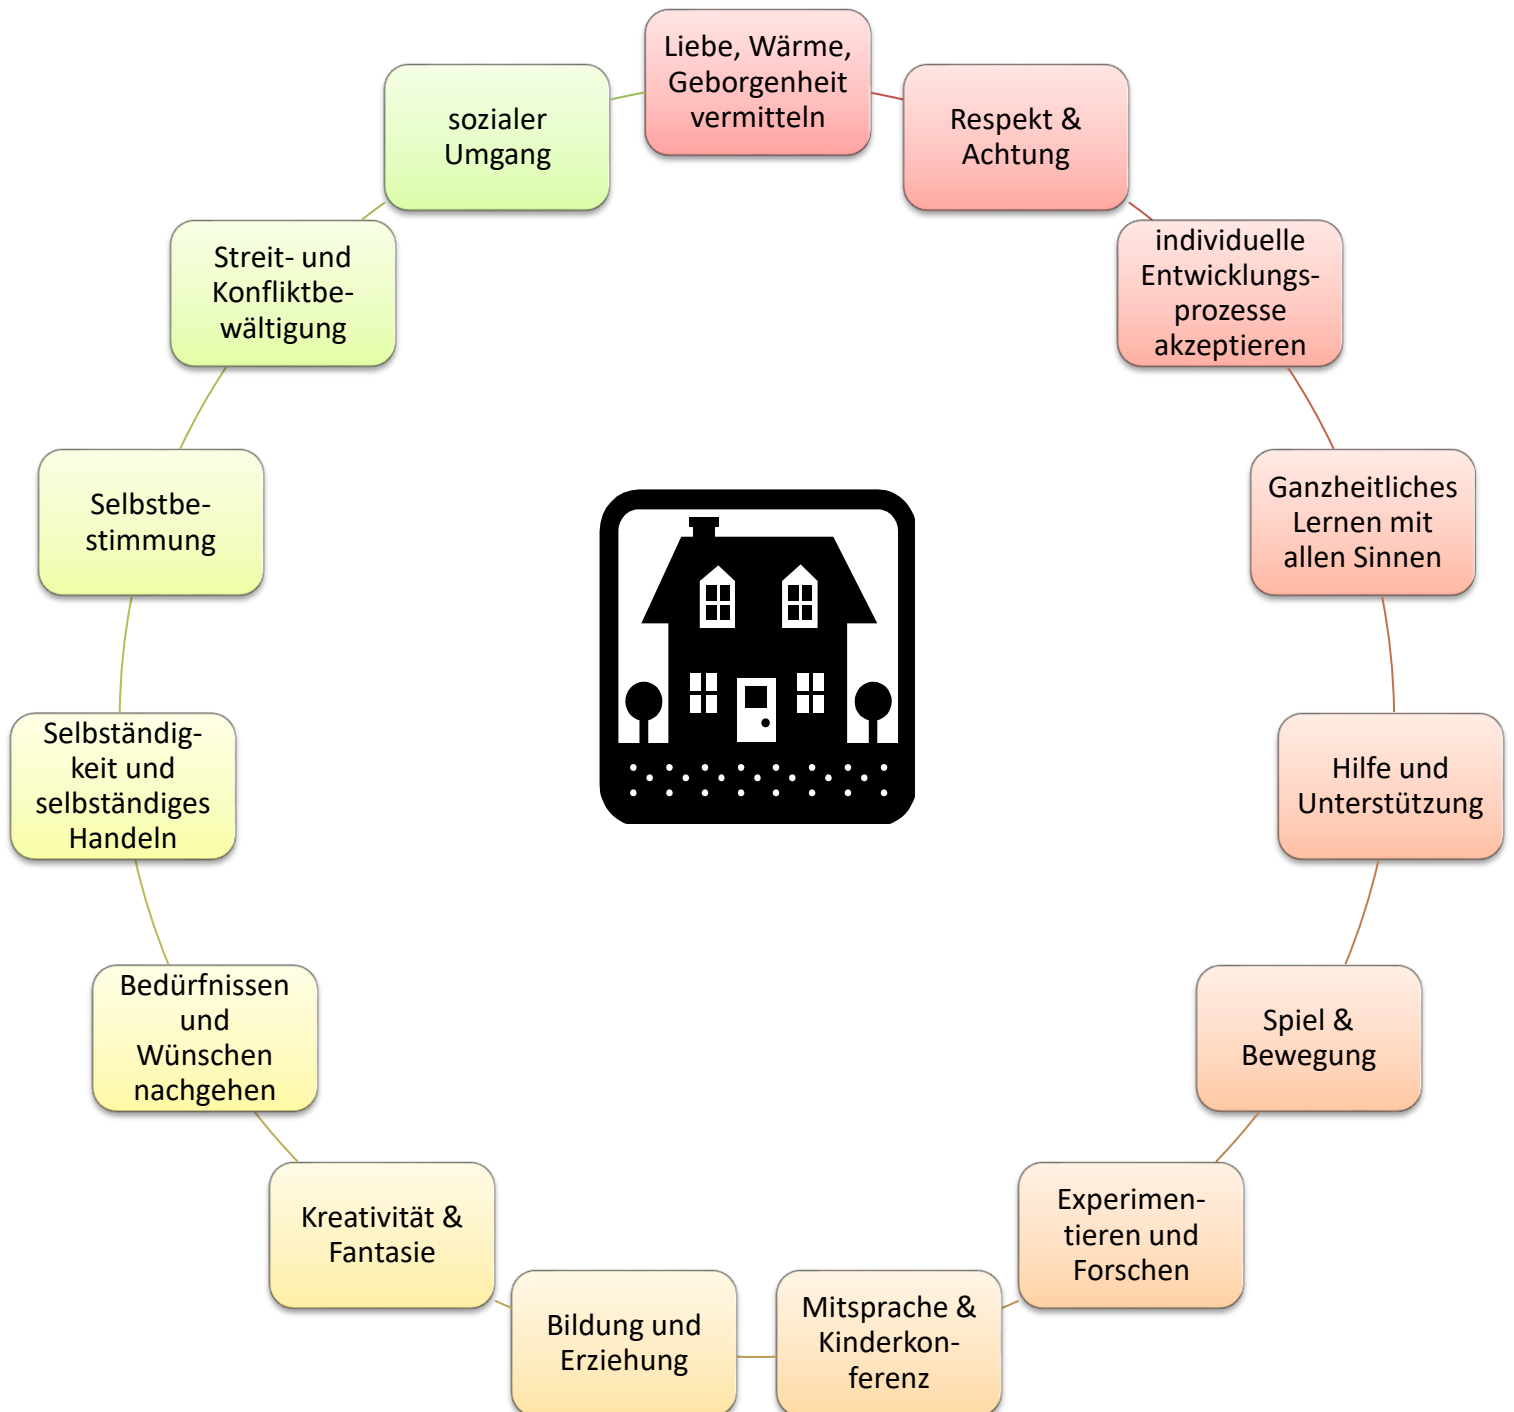 Liebe, Wärme,
Geborgenheit
vermitteln
Respekt &
Achtung
individuelle
Entwicklungs-
prozesse
akzeptieren
Ganzheitliches
Lernen mit
allen Sinnen
Hilfe und
Unterstützung
Spiel &
Bewegung
Experimen-
tieren und
Forschen
Mitsprache &
Kinderkon-
ferenz
Bildung und
Erziehung
Kreativität &
Fantasie
Bedürfnissen
und
Wünschen
nachgehen
Selbständig-
keit und
selbständiges
Handeln
Selbstbe-
stimmung
Streit- und
Konfliktbe-
wältigung
sozialer
Umgang